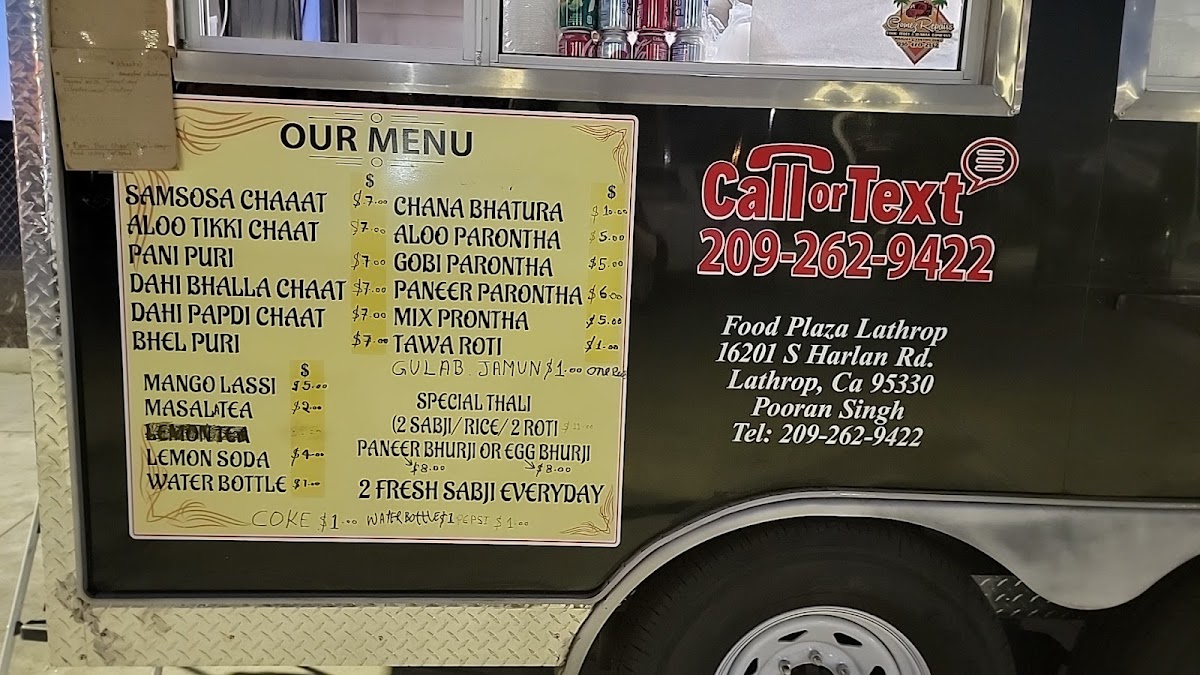 OUR MENU
$
SAMSOSA CHAAAT $7.00
ALOO TIKKI CHAAT $7.00
PANI PURI $7.00
DAHI BHALLA CHAAT $7.00
DAHI PAPDI CHAAT $7.00
BHEL PURI $7.00
$
MANGO LASSI $5.00
MASALATEA $2.00
LEMON TEA
LEMON SODA $4.00
WATER BOTTLE $1.00
$
CHANA BHATURA $10.00
ALOO PARONTHA $5.00
GOBI PARONTHA $5.00
PANEER PARONTHA $6.00
MIX PRONTHA $5.00
TAWA ROTI $1.00
GULAB JAMUN $1.00 one
SPECIAL THALI
(2 SABJI/RICE/2 ROTI
PANEER BHURJI OR EGG BHURJI
$8.00 $8.00
2 FRESH SABJI EVERYDAY
COKE $1.00 WATER BOTTLE $1 PEPSI $1.00
Call or Text
209-262-9422
Food Plaza Lathrop
16201 S Harlan Rd.
Lathrop, Ca 95330
Pooran Singh
Tel: 209-262-9422